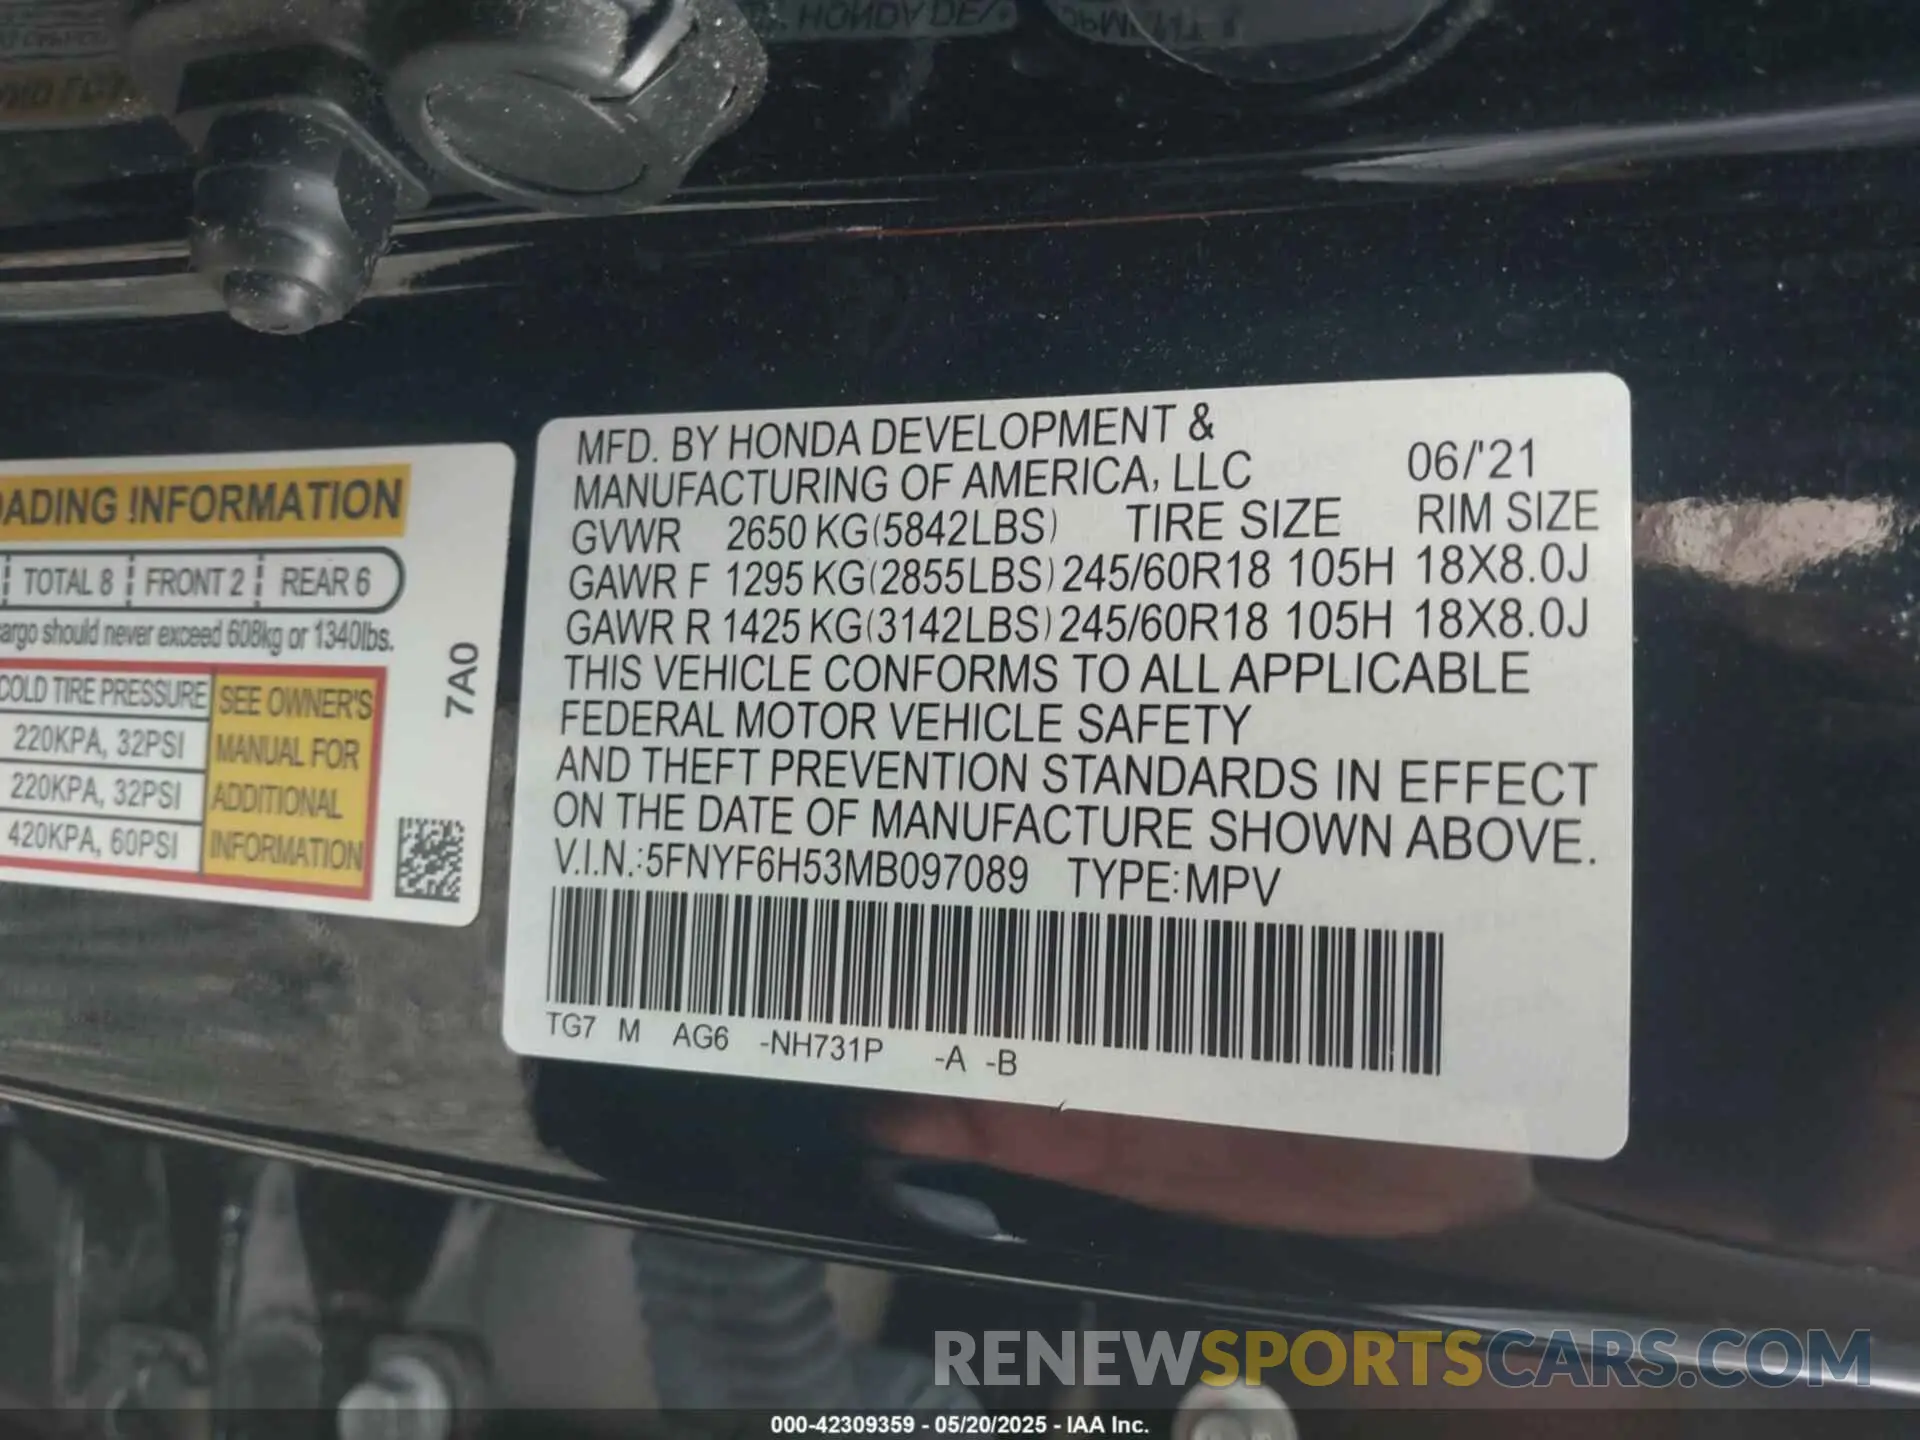 HONDA DE
ADING INFORMATION
TOTAL 8 FRONT 2 REAR 6
argo should never exceed 608kg or 1340lbs.
COLD TIRE PRESSURE
220KPA, 32PSI
220KPA, 32PSI
420KPA, 60PSI
SEE OWNER'S
MANUAL FOR
ADDITIONAL
INFORMATION
7A0
MFD. BY HONDA DEVELOPMENT &
MANUFACTURING OF AMERICA, LLC 06/'21
GVWR 2650 KG(5842LBS) TIRE SIZE RIM SIZE
GAWR F 1295 KG(2855LBS) 245/60R18 105H 18X8.0J
GAWR R 1425 KG(3142LBS) 245/60R18 105H 18X8.0J
THIS VEHICLE CONFORMS TO ALL APPLICABLE
FEDERAL MOTOR VEHICLE SAFETY
AND THEFT PREVENTION STANDARDS IN EFFECT
ON THE DATE OF MANUFACTURE SHOWN ABOVE.
V.I.N.:5FNYF6H53MB097089 TYPE:MPV
TG7 M AG6 -NH731P -A -B
RENEWSPORTSCARS.COM
000-42309359 - 05/20/2025 - IAA Inc.